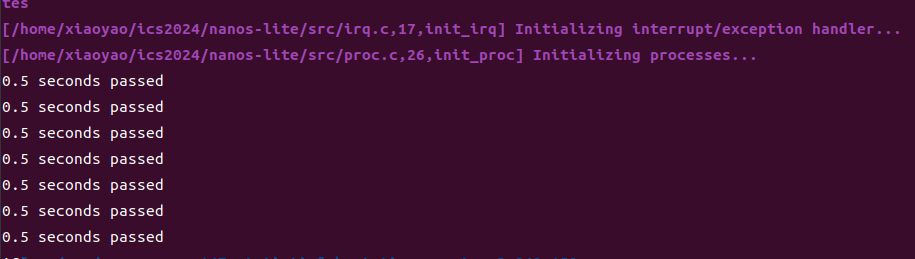 tes
[/home/xiaoyao/ics2024/nanos-lite/src/irq.c,17,init_irq] Initializing interrupt/exception handler...
[/home/xiaoyao/ics2024/nanos-lite/src/proc.c,26,init_proc] Initializing processes...
0.5 seconds passed
0.5 seconds passed
0.5 seconds passed
0.5 seconds passed
0.5 seconds passed
0.5 seconds passed
0.5 seconds passed